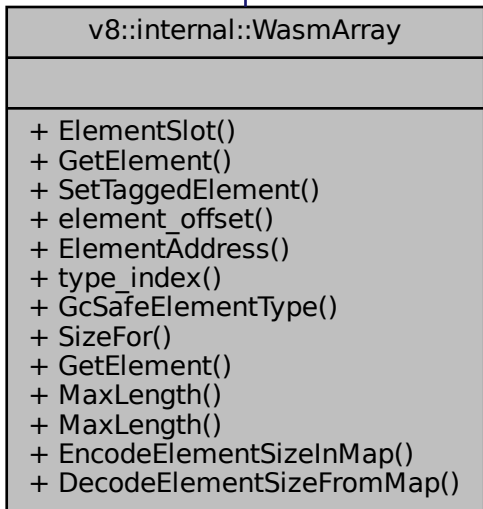 v8::internal::WasmArray
+ ElementSlot()
+ GetElement()
+ SetTaggedElement()
+ element_offset()
+ ElementAddress()
+ type_index()
+ GcSafeElementType()
+ SizeFor()
+ GetElement()
+ MaxLength()
+ MaxLength()
+ EncodeElementSizeInMap()
+ DecodeElementSizeFromMap()